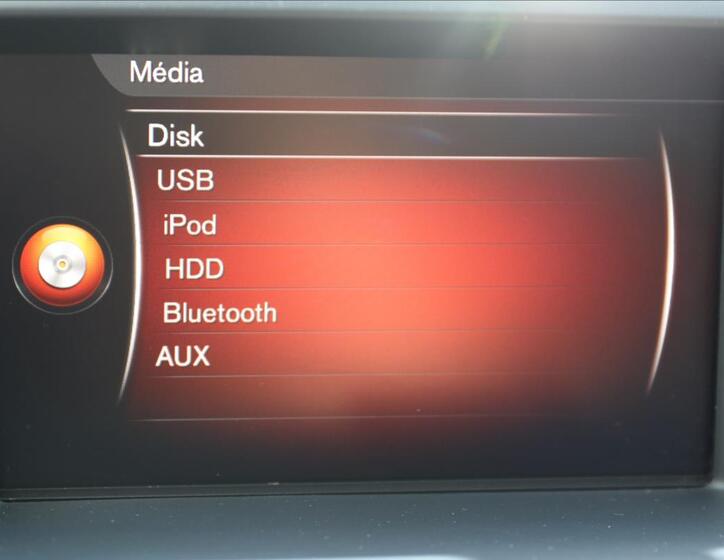 Média
Disk
USB
iPod
HDD
Bluetooth
AUX